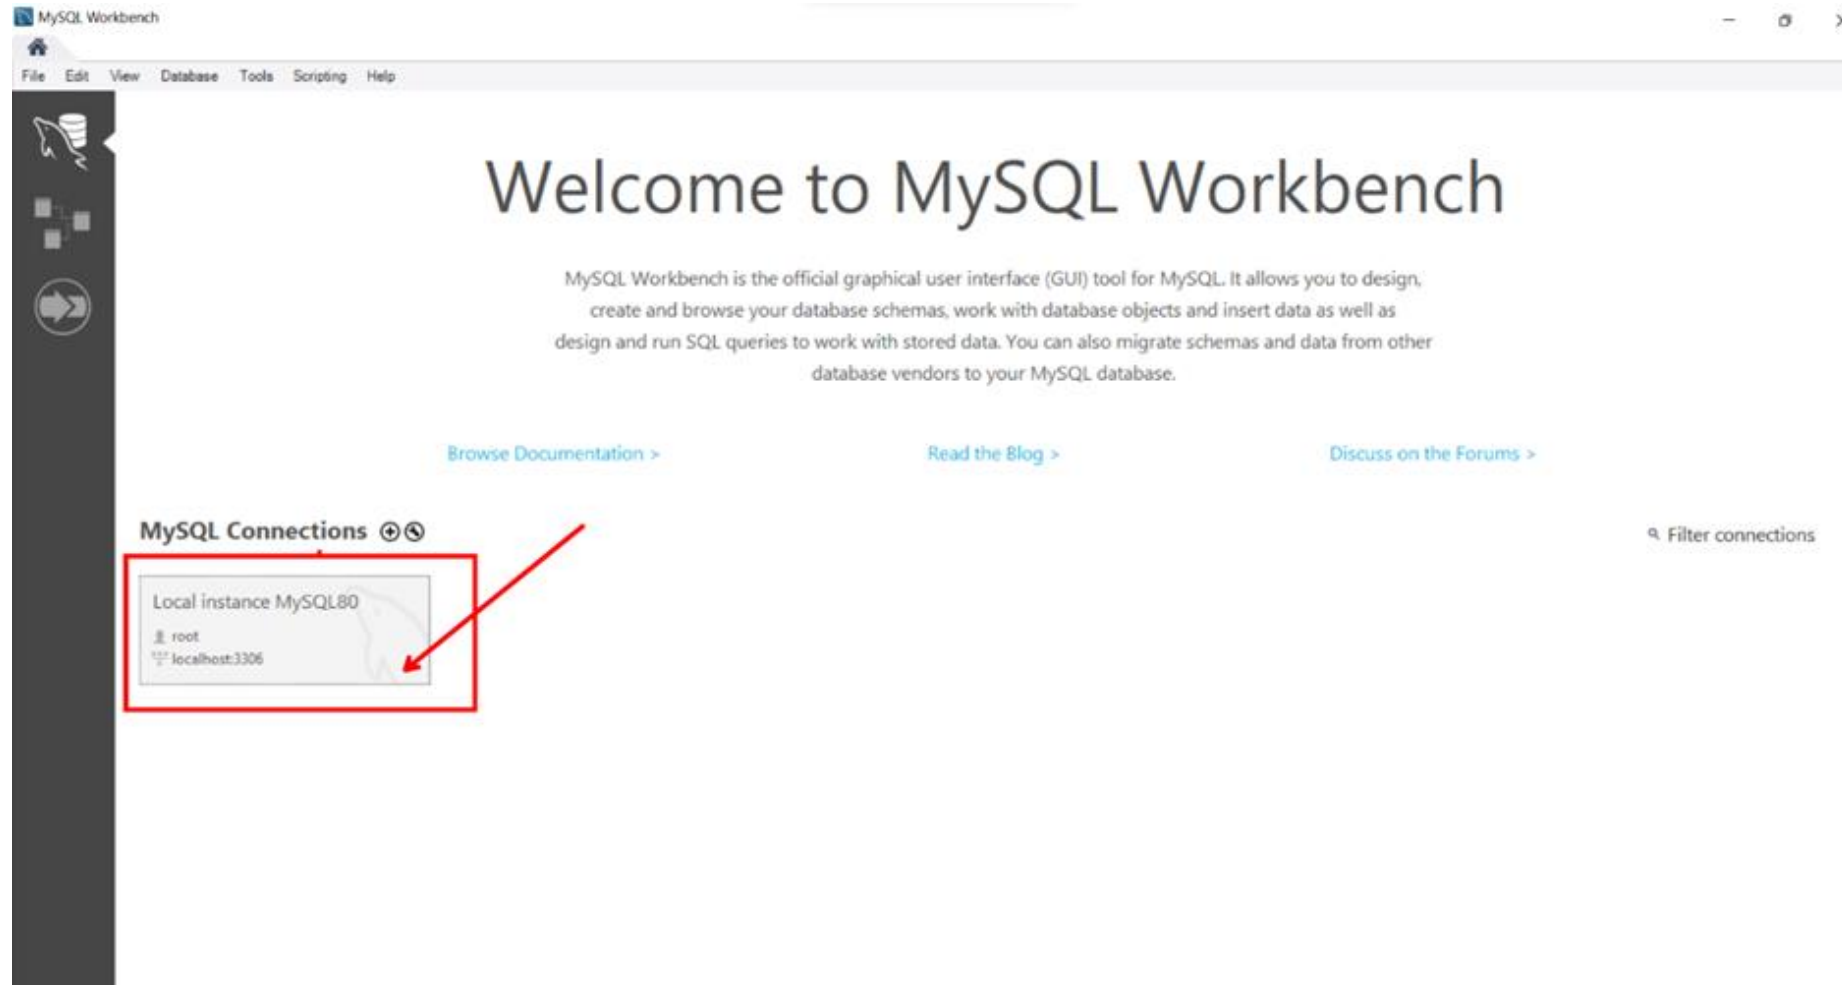 MySQL Workbench
File Edit View Database Tools Scripting Help
Welcome to MySQL Workbench
MySQL Workbench is the official graphical user interface (GUI) tool for MySQL. It allows you to design,
create and browse your database schemas, work with database objects and insert data as well as
design and run SQL queries to work with stored data. You can also migrate schemas and data from other
database vendors to your MySQL database.
Browse Documentation > Read the Blog > Discuss on the Forums >
MySQL Connections
Filter connections
Local instance MySQL80
root
localhost:3306